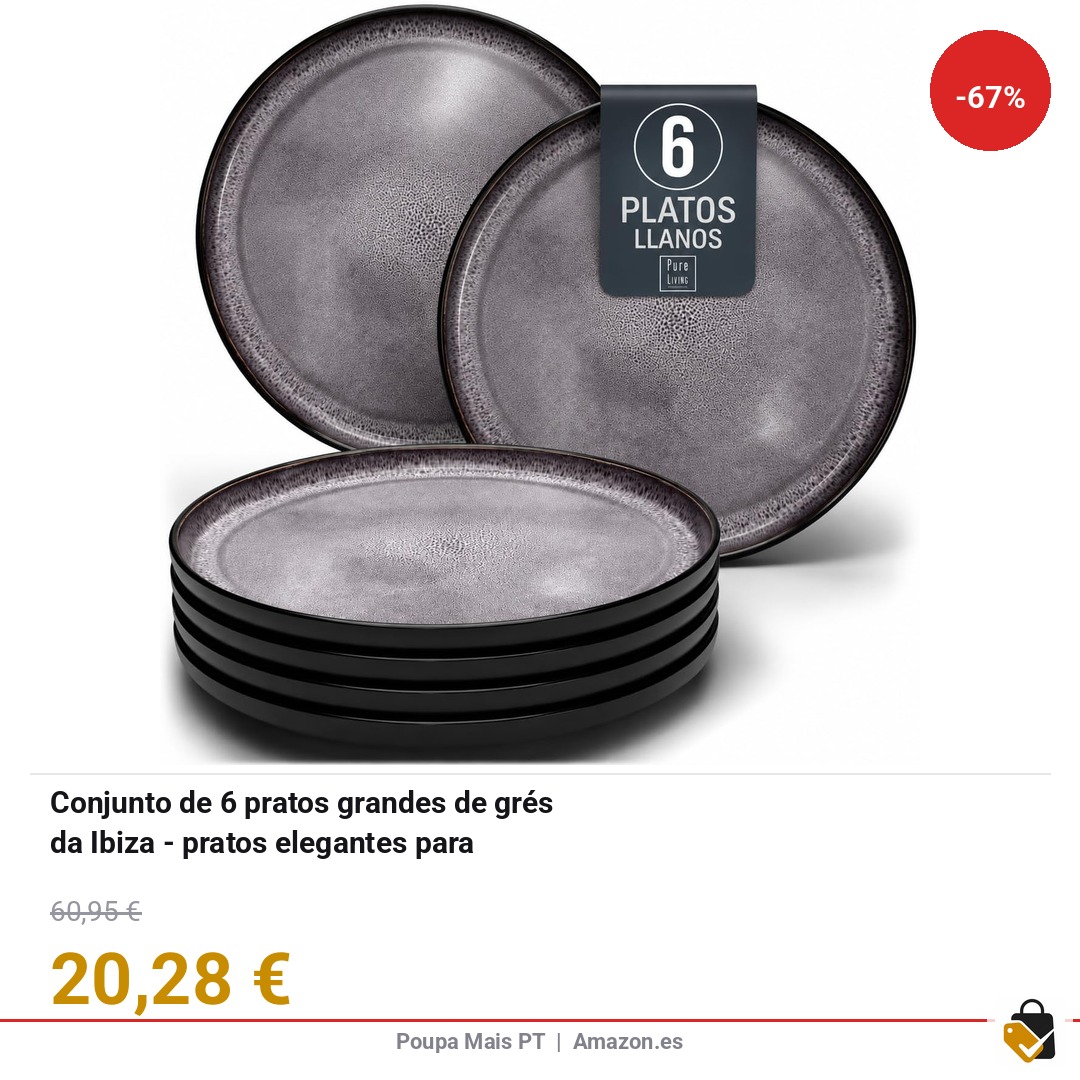 -67%
6
PLATOS
LLANOS
Pure
Living
Conjunto de 6 pratos grandes de grés
da Ibiza - pratos elegantes para
60,95 €
20,28 €
Poupa Mais PT | Amazon.es